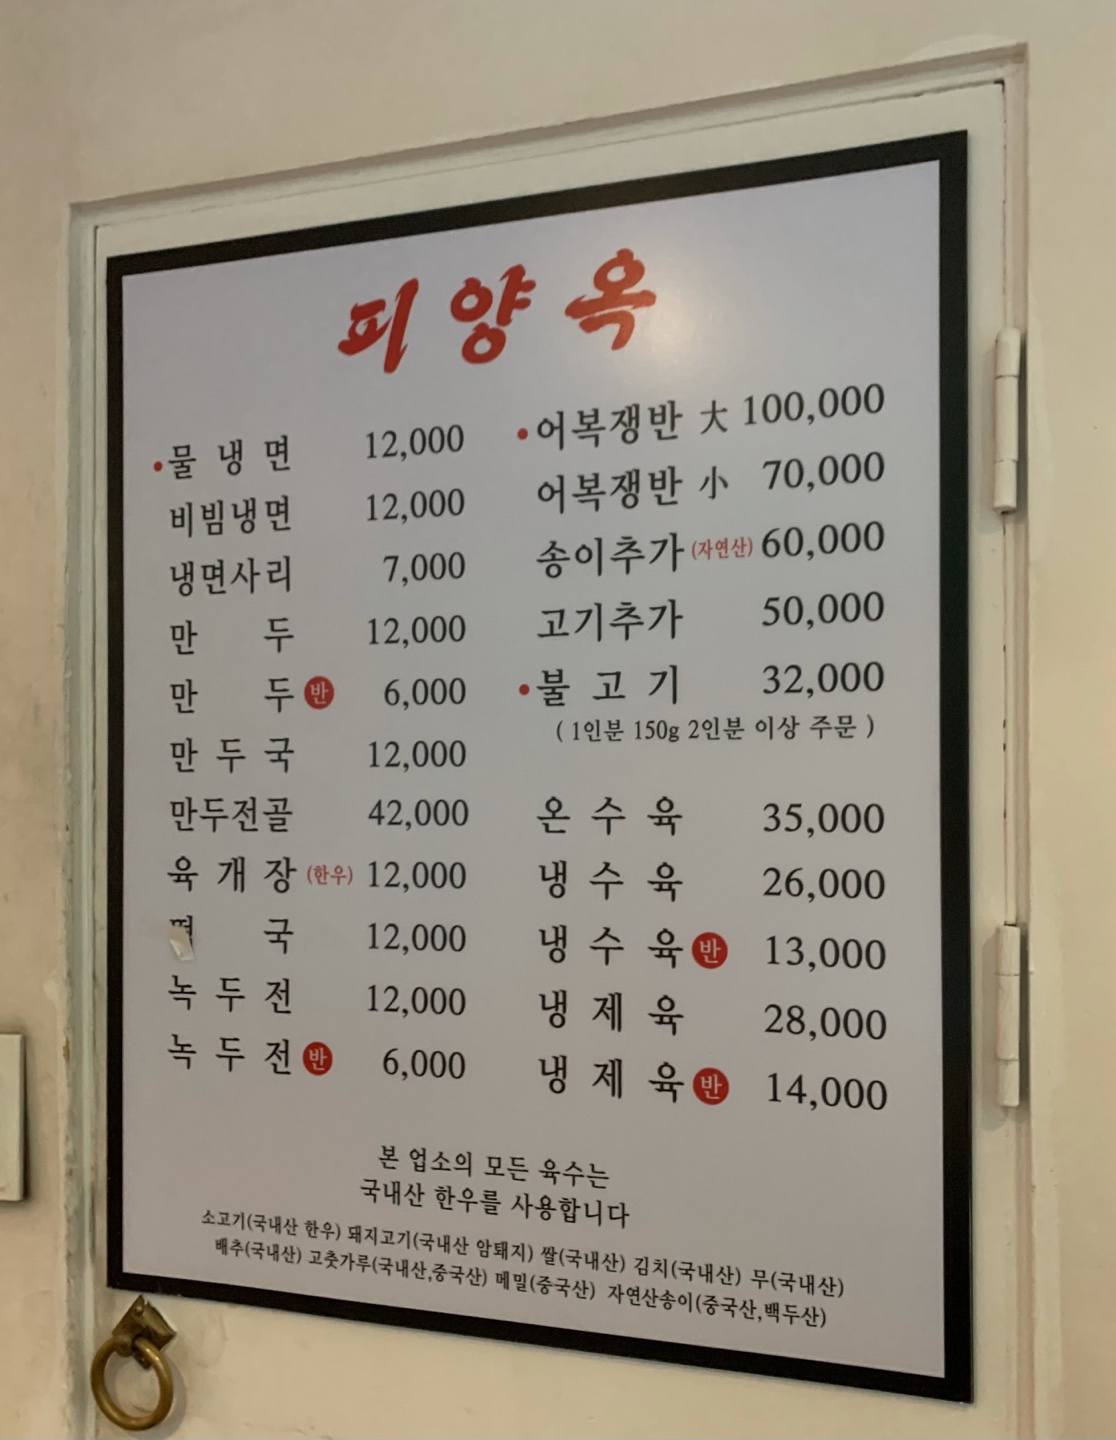 피양옥
•물냉면 12,000
비빔냉면 12,000
냉면사리 7,000
만두 12,000
만두 반 6,000
만두국 12,000
만두전골 42,000
육개장 (한우) 12,000
국 12,000
녹두전 12,000
녹두전 반 6,000
•어복쟁반 大 100,000
어복쟁반 小 70,000
송이추가 (자연산) 60,000
고기추가 50,000
•불고기 32,000
( 1인분 150g 2인분 이상 주문 )
온수육 35,000
냉수육 26,000
냉수육 반 13,000
냉제육 28,000
냉제육 반 14,000
본 업소의 모든 육수는
국내산 한우를 사용합니다
소고기(국내산 한우) 돼지고기(국내산 암퇘지) 쌀(국내산) 김치(국내산) 무(국내산)
배추(국내산) 고춧가루(국내산,중국산) 메밀(중국산) 자연산송이(중국산,백두산)